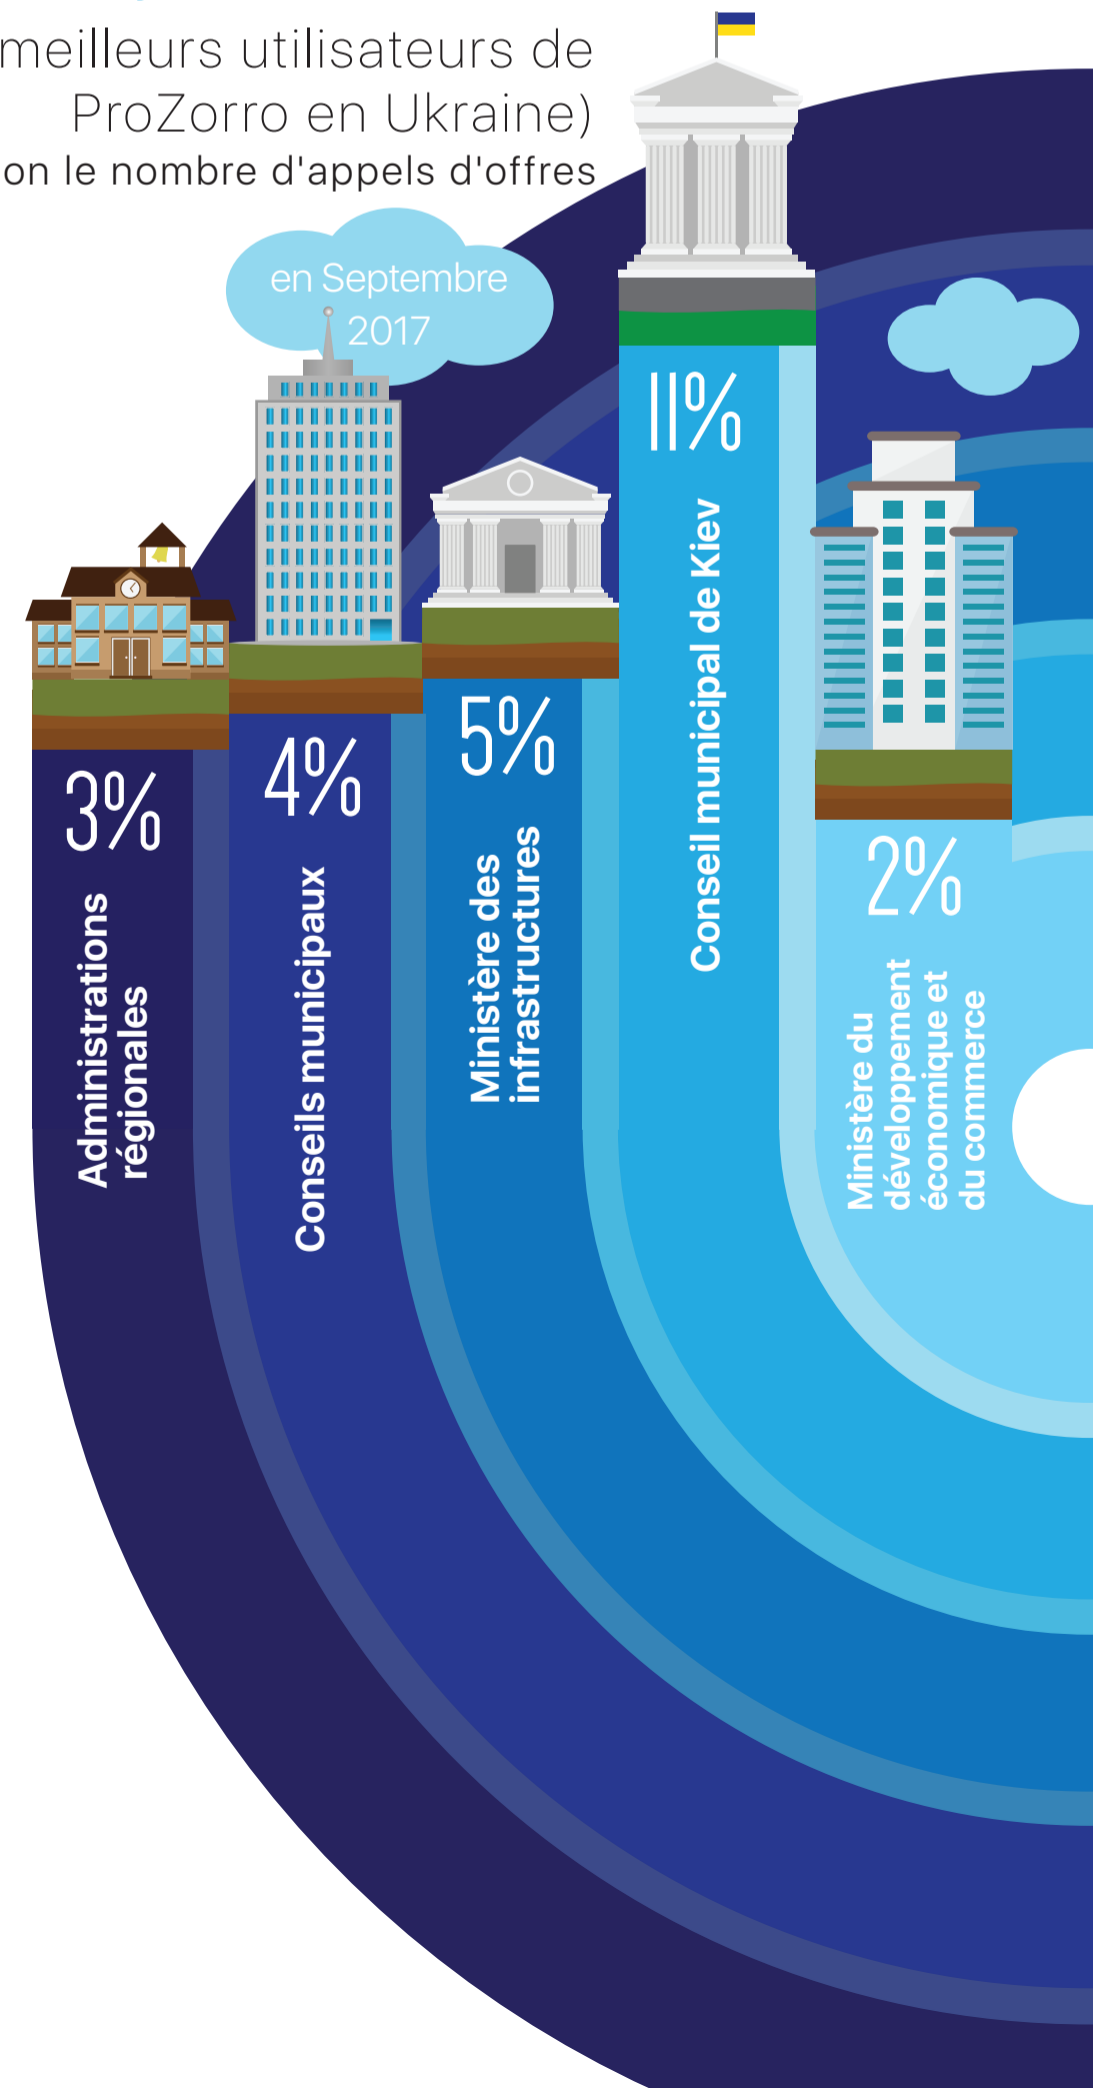 meilleurs utilisateurs de
ProZorro en Ukraine)
on le nombre d'appels d'offres
en Septembre
2017
3%
Administrations
régionales
4%
Conseils municipaux
5%
Ministère des
infrastructures
11%
Conseil municipal de Kiev
2%
Ministère du
développement
économique et
du commerce